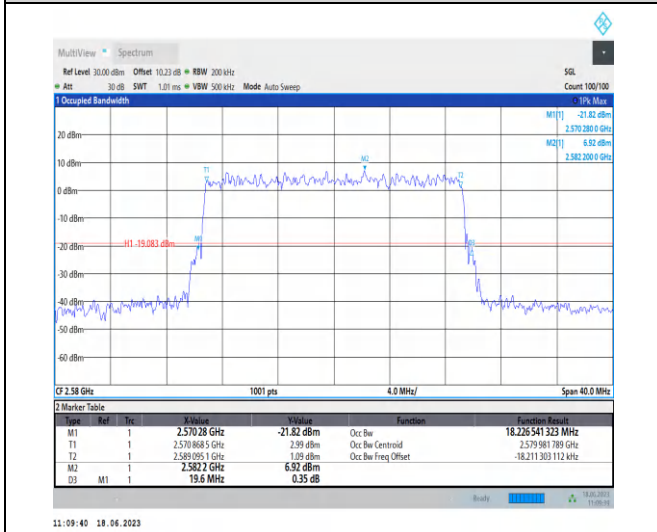 MultiView Spectrum
Ref Level 30.00 dBm Offset 10.23 dB RBW 200 kHz SGL
Att 30 dB SWT 1.01 ms VBW 500 kHz Mode Auto Sweep Count 100/100
1 Occupied Bandwidth 1Pk Max
M1[1] -21.82 dBm
2.570 280 0 GHz
M2[1] 6.92 dBm
2.582 200 0 GHz
20 dBm
10 dBm
M2
T1 T2
0 dBm
-10 dBm
H1 -19.083 dBm
M1 D3
-20 dBm
-30 dBm
-40 dBm
-50 dBm
-60 dBm
CF 2.58 GHz 1001 pts 4.0 MHz/ Span 40.0 MHz
2 Marker Table
Type Ref Trc X-Value Y-Value Function Function Result
M1 1 2.570 28 GHz -21.82 dBm Occ Bw 18.226 541 323 MHz
T1 1 2.570 868 5 GHz 2.99 dBm Occ Bw Centroid 2.579 981 789 GHz
T2 1 2.589 095 1 GHz 1.09 dBm Occ Bw Freq Offset -18.211 303 112 kHz
M2 1 2.582 2 GHz 6.92 dBm
D3 M1 1 19.6 MHz 0.35 dB
Ready 18.06.2023
11:09:40 18.06.2023